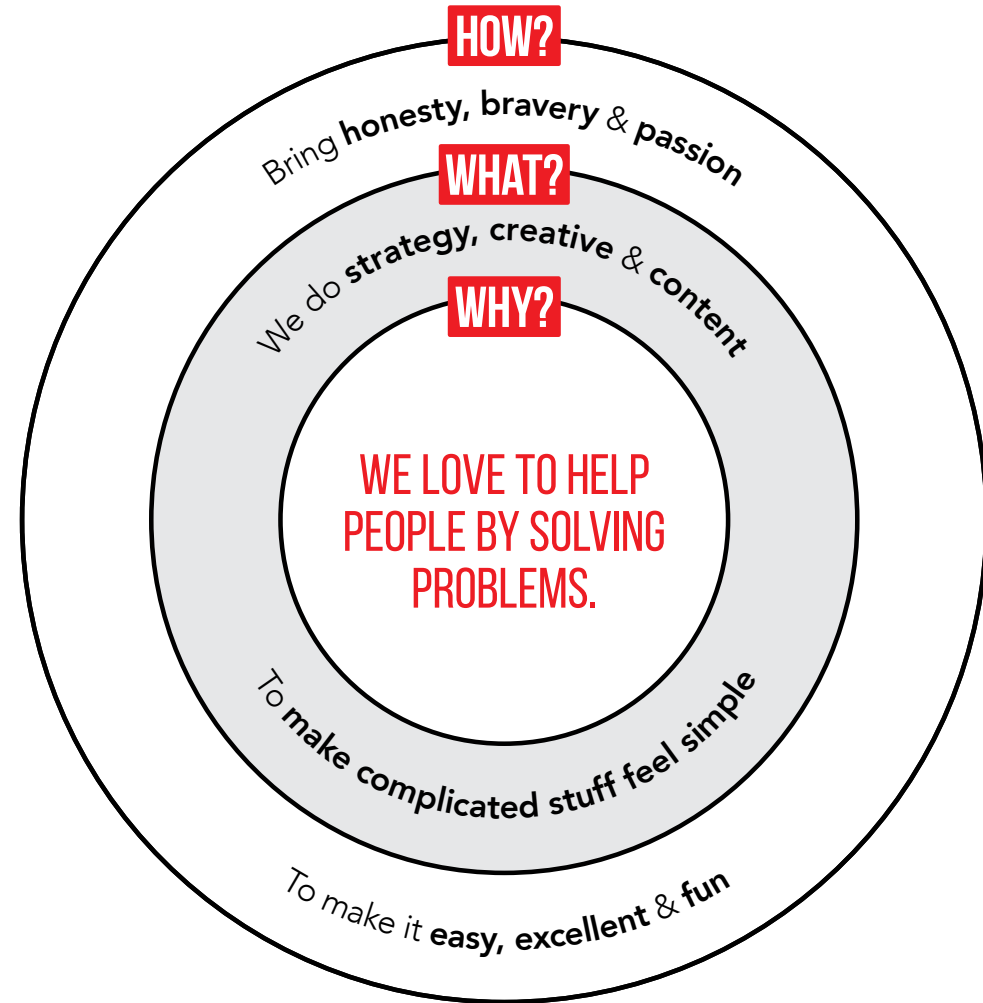 HOW?
Bring honesty, bravery & passion
WHAT?
We do strategy, creative & content
WHY?
WE LOVE TO HELP
PEOPLE BY SOLVING
PROBLEMS.
To make complicated stuff feel simple
To make it easy, excellent & fun